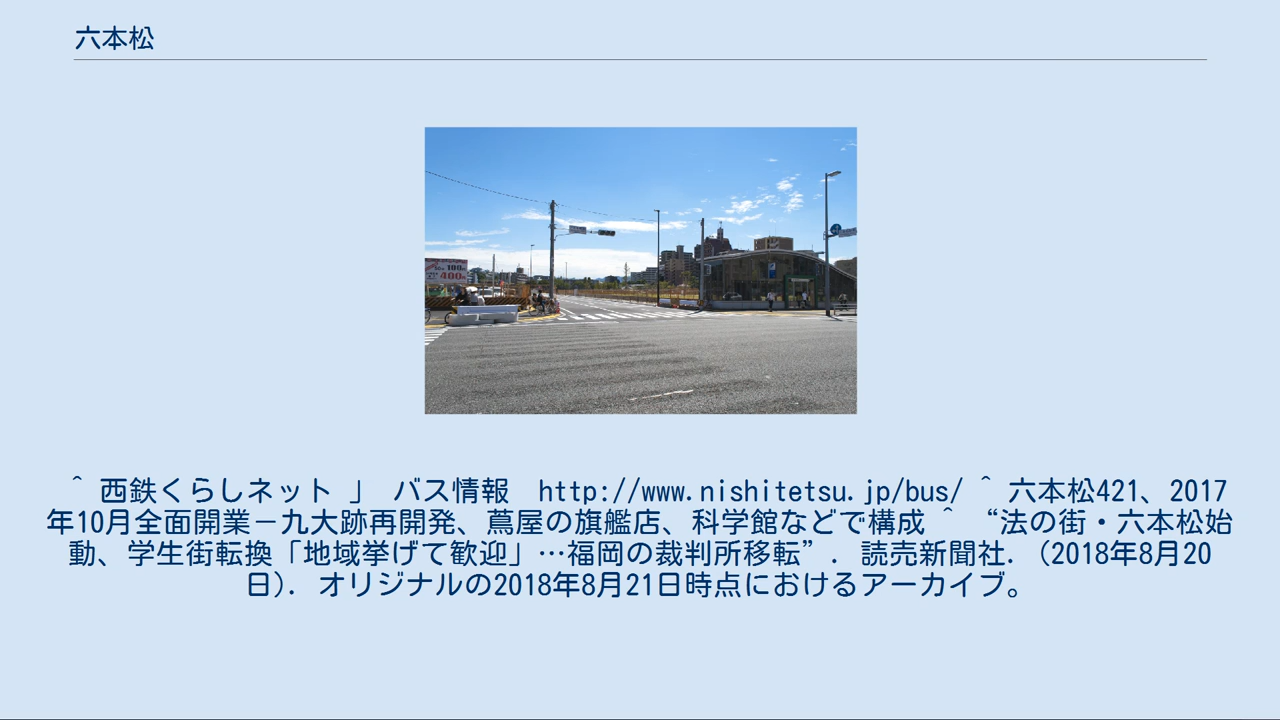 六本松
100
400
^ 西鉄くらしネット 」 バス情報　http://www.nishitetsu.jp/bus/ ^ 六本松421、2017
年10月全面開業－九大跡再開発、蔦屋の旗艦店、科学館などで構成 ^ “法の街・六本松始
動、学生街転換「地域挙げて歓迎」…福岡の裁判所移転”. 読売新聞社. (2018年8月20
日). オリジナルの2018年8月21日時点におけるアーカイブ。